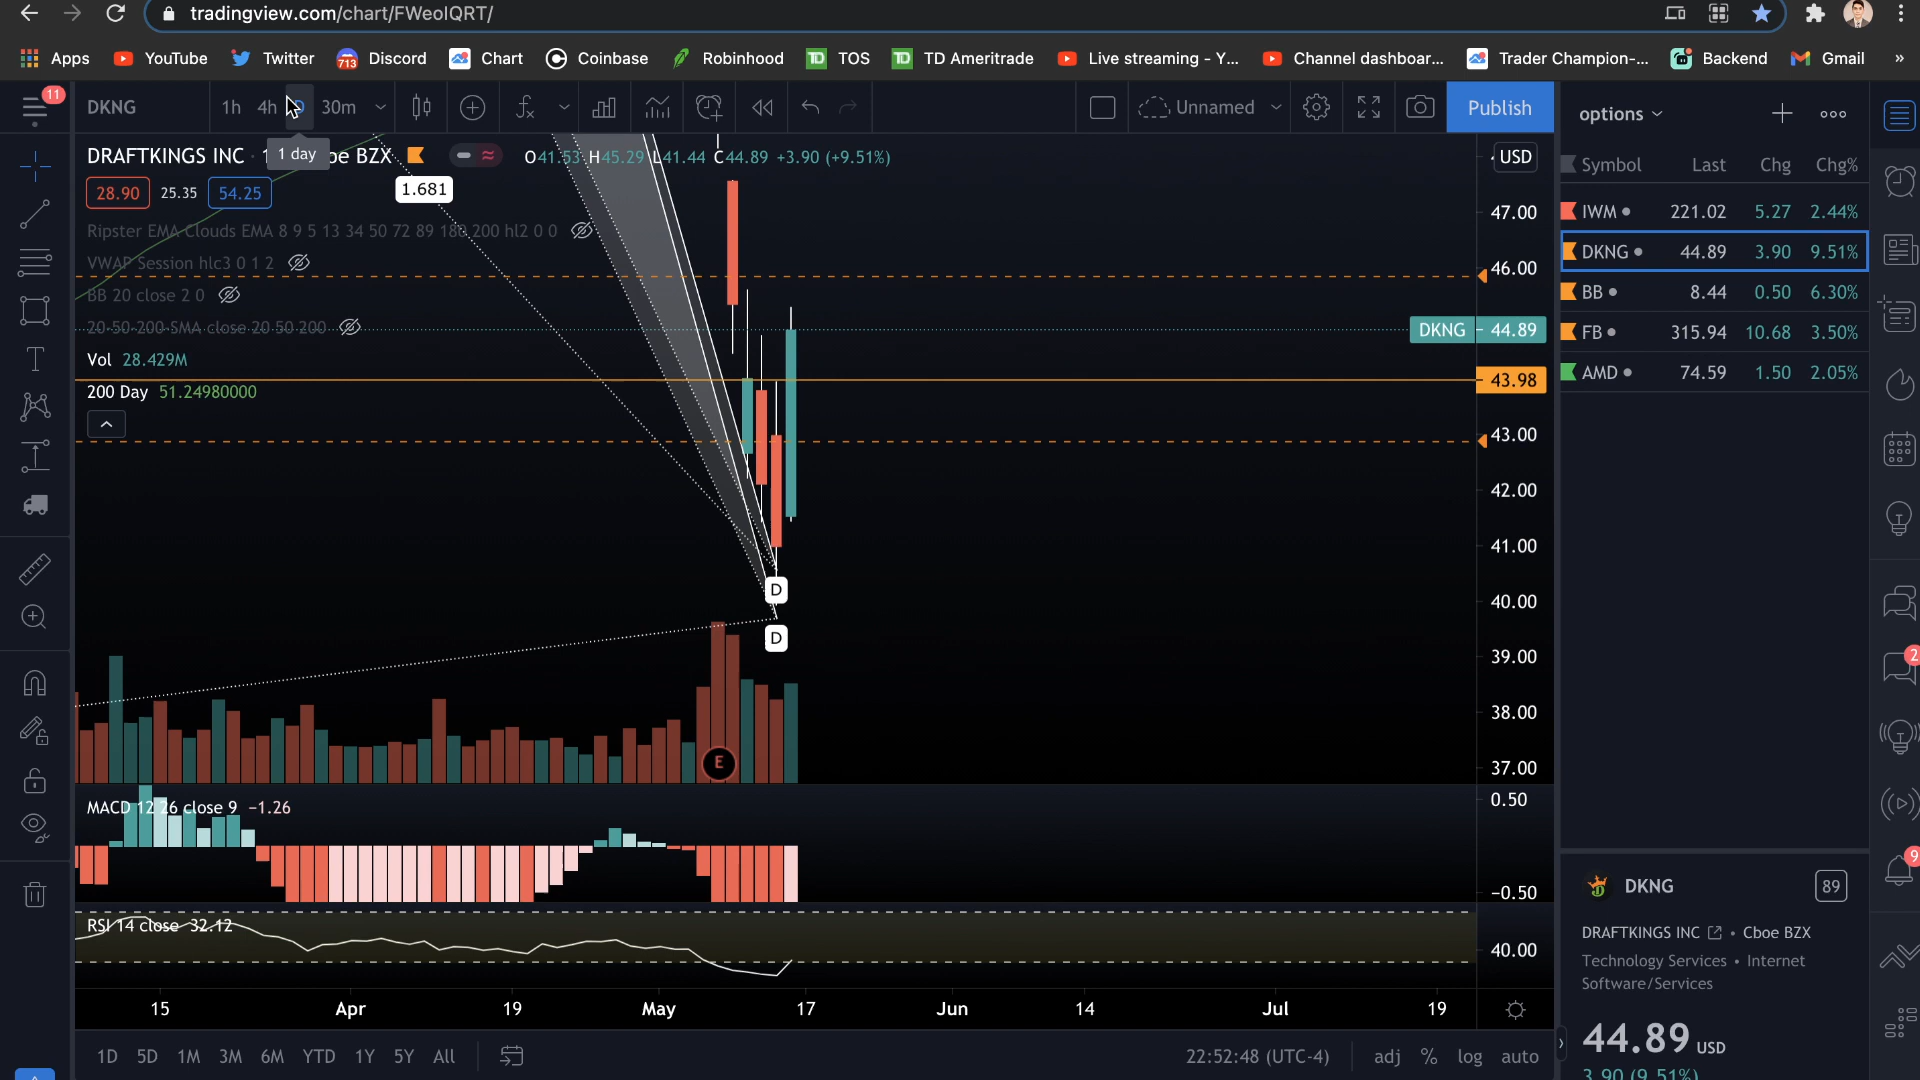 tradingview.com/chart/FWeoIQRT/
Apps YouTube Twitter 713 Discord Chart Coinbase Robinhood TD TOS TD TD Ameritrade Live streaming - Y... Channel dashboar... Trader Champion-... Backend Gmail »
11
DKNG 1h 4h D 30m Unnamed Publish
1 day
DRAFTKINGS INC · BZX O41.53 H45.29 L41.44 C44.89 +3.90 (+9.51%)
28.90 25.35 54.25
1.681
Ripster EMA Clouds EMA 8 9 5 13 34 50 72 89 180 200 hl2 0 0
VWAP Session hlc3 0 1 2
BB 20 close 2 0
20-50-200-SMA close 20 50 200
Vol 28.429M
200 Day 51.24980000
USD
47.00
46.00
DKNG 44.89
43.98
43.00
42.00
41.00
40.00
39.00
38.00
37.00
D
D
E
MACD 12 26 close 9 −1.26
0.50
−0.50
RSI 14 close 32.12
40.00
15 Apr 19 May 17 Jun 14 Jul 19
1D 5D 1M 3M 6M YTD 1Y 5Y All 22:52:48 (UTC-4) adj % log auto
options
Symbol Last Chg Chg%
IWM 221.02 5.27 2.44%
DKNG 44.89 3.90 9.51%
BB 8.44 0.50 6.30%
FB 315.94 10.68 3.50%
AMD 74.59 1.50 2.05%
2
9
DKNG 89
DRAFTKINGS INC • Cboe BZX
Technology Services • Internet
Software/Services
44.89 USD
3.90 (9.51%)